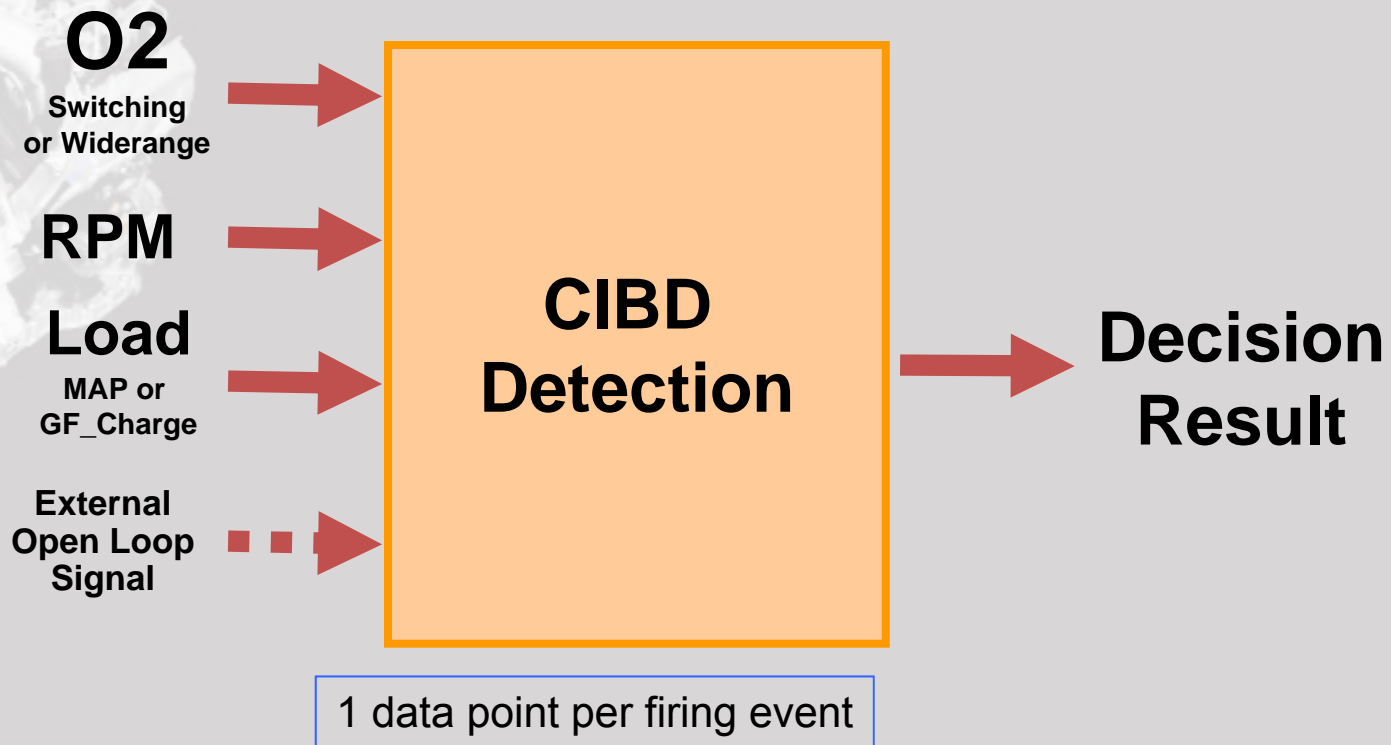 O2
Switching
or Widerange
RPM
Load
MAP or
GF_Charge
External
Open Loop
Signal
CIBD
Detection
Decision
Result
1 data point per firing event